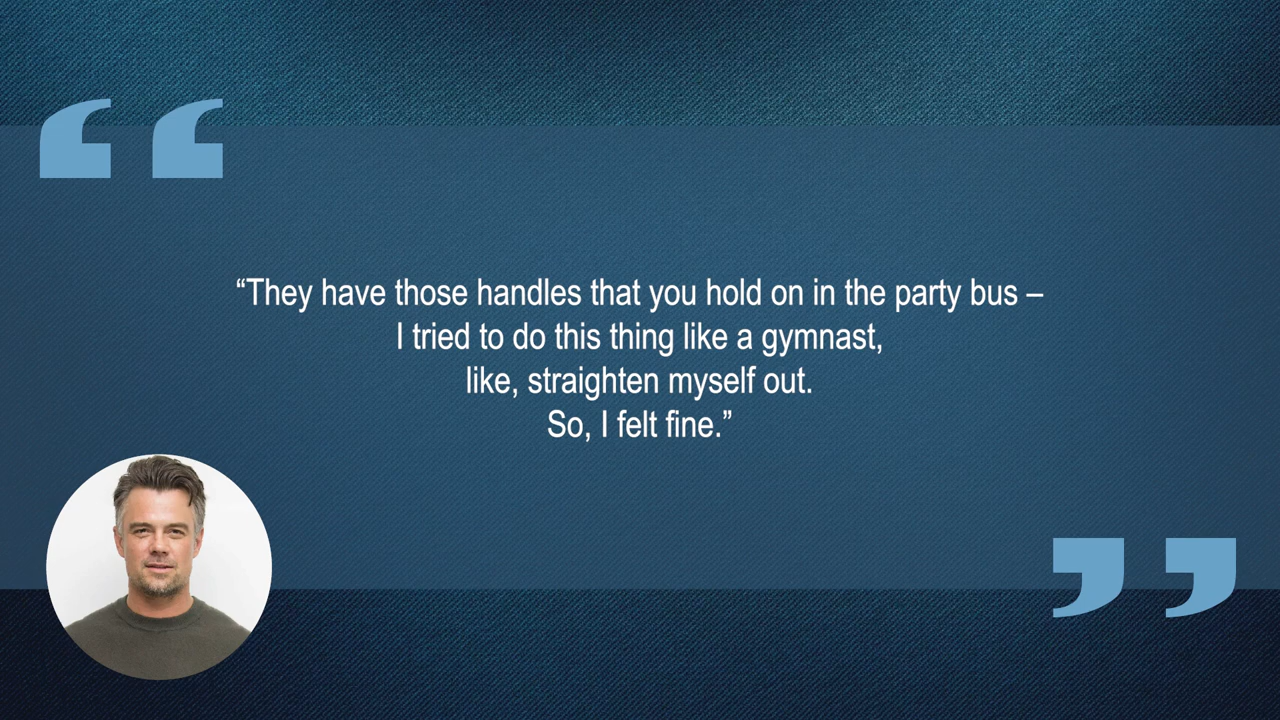 “They have those handles that you hold on in the party bus –
I tried to do this thing like a gymnast,
like, straighten myself out.
So, I felt fine.”